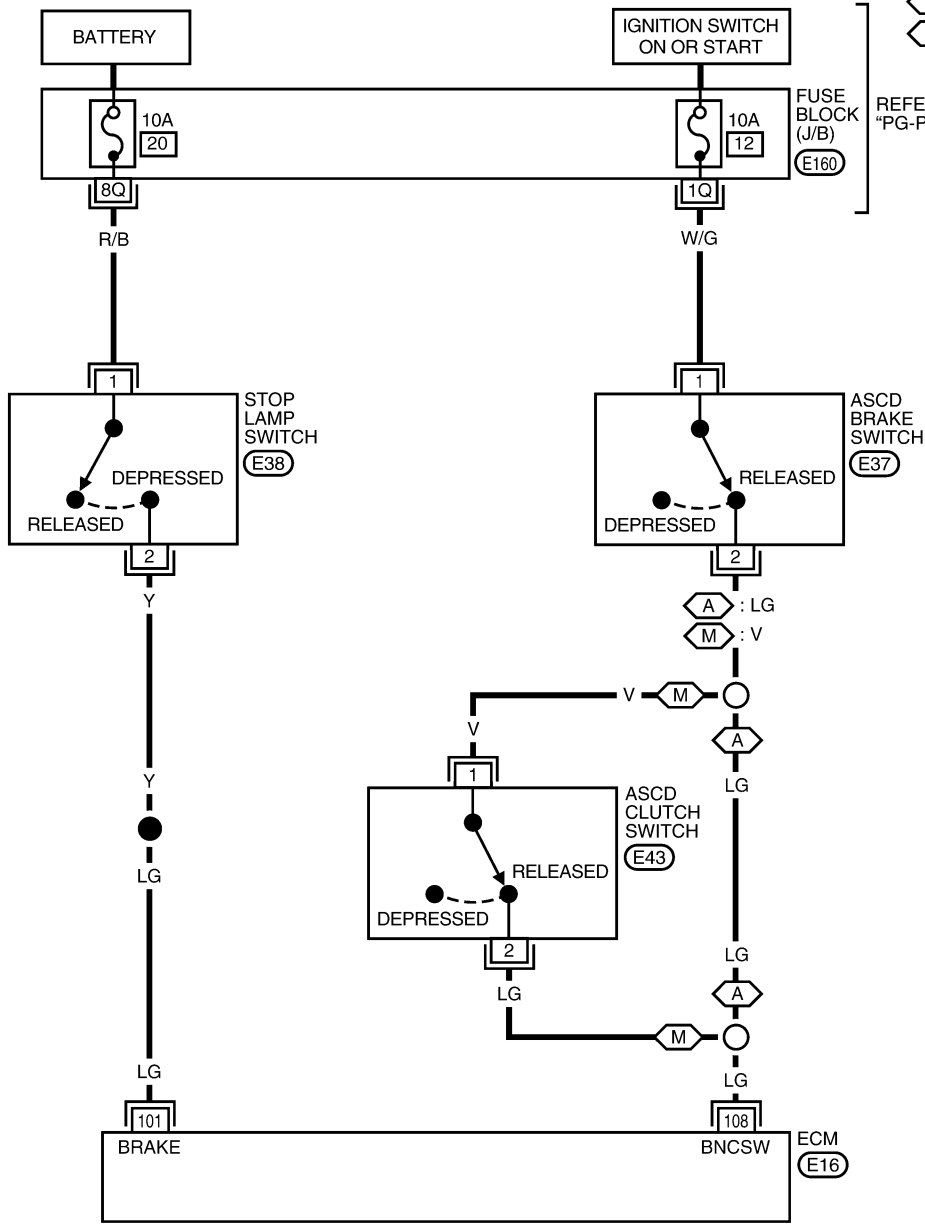 BATTERY
IGNITION SWITCH
ON OR START
10A
20
10A
12
FUSE
BLOCK
(J/B)
E160
REFE
"PG-P
8Q
1Q
R/B
W/G
1
STOP
LAMP
SWITCH
E38
DEPRESSED
RELEASED
2
1
ASCD
BRAKE
SWITCH
E37
RELEASED
DEPRESSED
2
Y
A : LG
M : V
V
M
V
A
LG
Y
LG
1
ASCD
CLUTCH
SWITCH
E43
RELEASED
DEPRESSED
2
LG
LG
A
M
LG
LG
101
BRAKE
108
BNCSW
ECM
E16